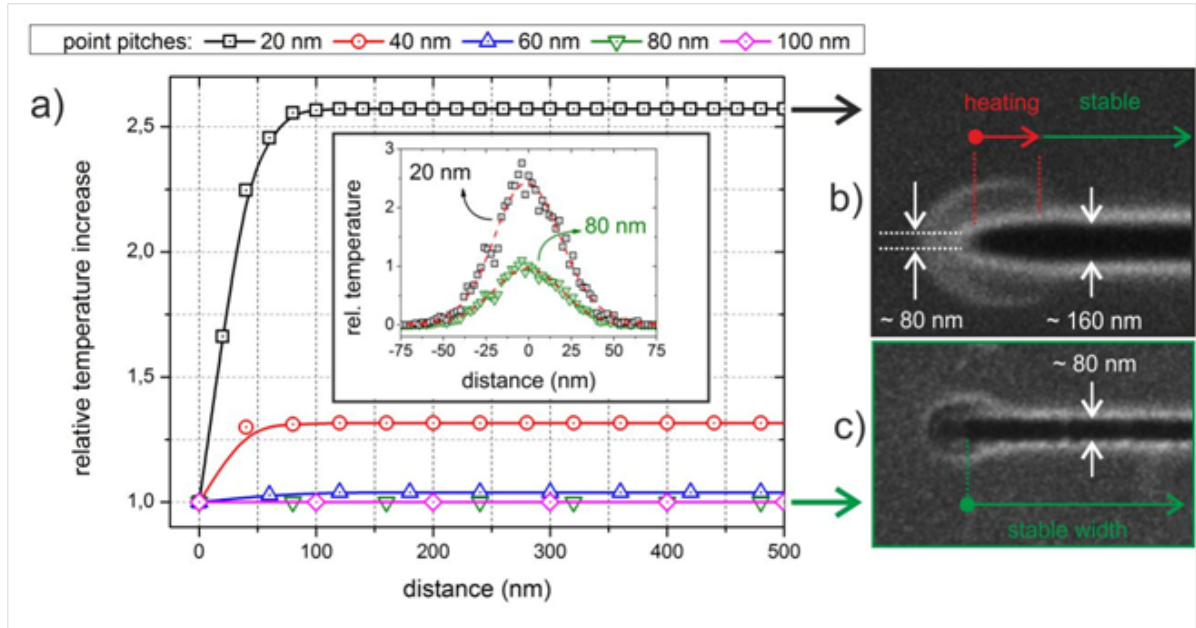 point pitches: 20 nm 40 nm 60 nm 80 nm 100 nm
a)
relative temperature increase
2,5
2,0
1,5
1,0
0 100 200 300 400 500
distance (nm)
rel. temperature
3
2
1
0
-75 -50 -25 0 25 50 75
distance (nm)
20 nm
80 nm
b)
heating stable
~ 80 nm ~ 160 nm
c)
~ 80 nm
stable width